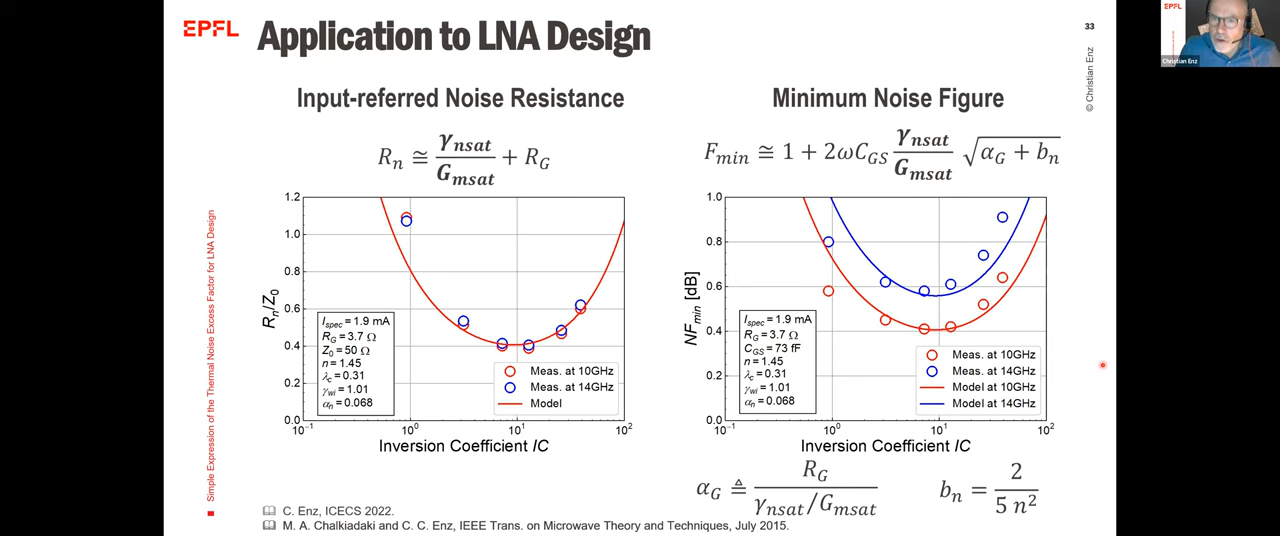 EPFL
Application to LNA Design
33
© Christian Enz
EPFL
Christian Enz
Simple Expression of the Thermal Noise Excess Factor for LNA Design
Input-referred Noise Resistance
R_n ≅ γ_nsat / G_msat + R_G
R_n/Z_0
1.2
1.0
0.8
0.6
0.4
0.2
0.0
I_spec = 1.9 mA
R_G = 3.7 Ω
Z_0 = 50 Ω
n = 1.45
λ_c = 0.31
γ_wi = 1.01
α_n = 0.068
Meas. at 10GHz
Meas. at 14GHz
Model
10^-1 10^0 10^1 10^2
Inversion Coefficient IC
Minimum Noise Figure
F_min ≅ 1 + 2ωC_GS γ_nsat / G_msat √(α_G + b_n)
NF_min [dB]
1.0
0.8
0.6
0.4
0.2
0.0
I_spec = 1.9 mA
R_G = 3.7 Ω
C_GS = 73 fF
n = 1.45
λ_c = 0.31
γ_wi = 1.01
α_n = 0.068
Meas. at 10GHz
Meas. at 14GHz
Model at 10GHz
Model at 14GHz
10^-1 10^0 10^1 10^2
Inversion Coefficient IC
α_G ≜ R_G / (γ_nsat/G_msat)
b_n = 2 / (5 n^2)
C. Enz, ICECS 2022.
M. A. Chalkiadaki and C. C. Enz, IEEE Trans. on Microwave Theory and Techniques, July 2015.